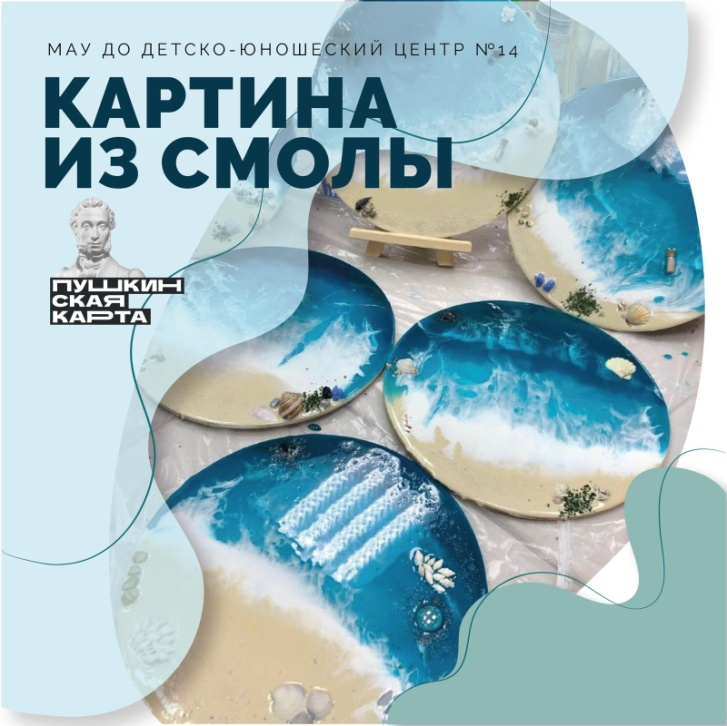 МАУ ДО ДЕТСКО-ЮНОШЕСКИЙ ЦЕНТР №14
КАРТИНА
ИЗ СМОЛЫ
ПУШКИН
СКАЯ
КАРТА